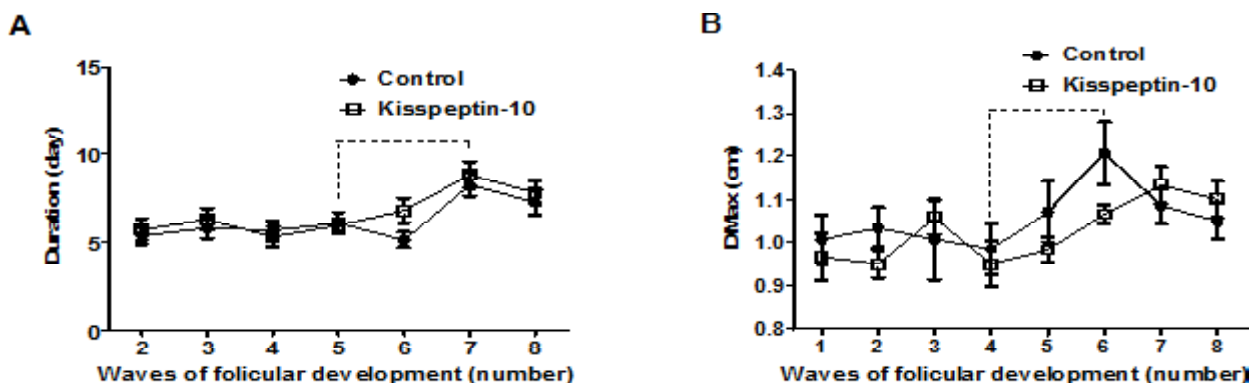 A
Control
Kisspeptin-10
15
10
5
0
Duration (day)
2 3 4 5 6 7 8
Waves of folicular development (number)
B
Control
Kisspeptin-10
1.4
1.3
1.2
1.1
1.0
0.9
0.8
DMax (cm)
1 2 3 4 5 6 7 8
Waves of folicular development (number)